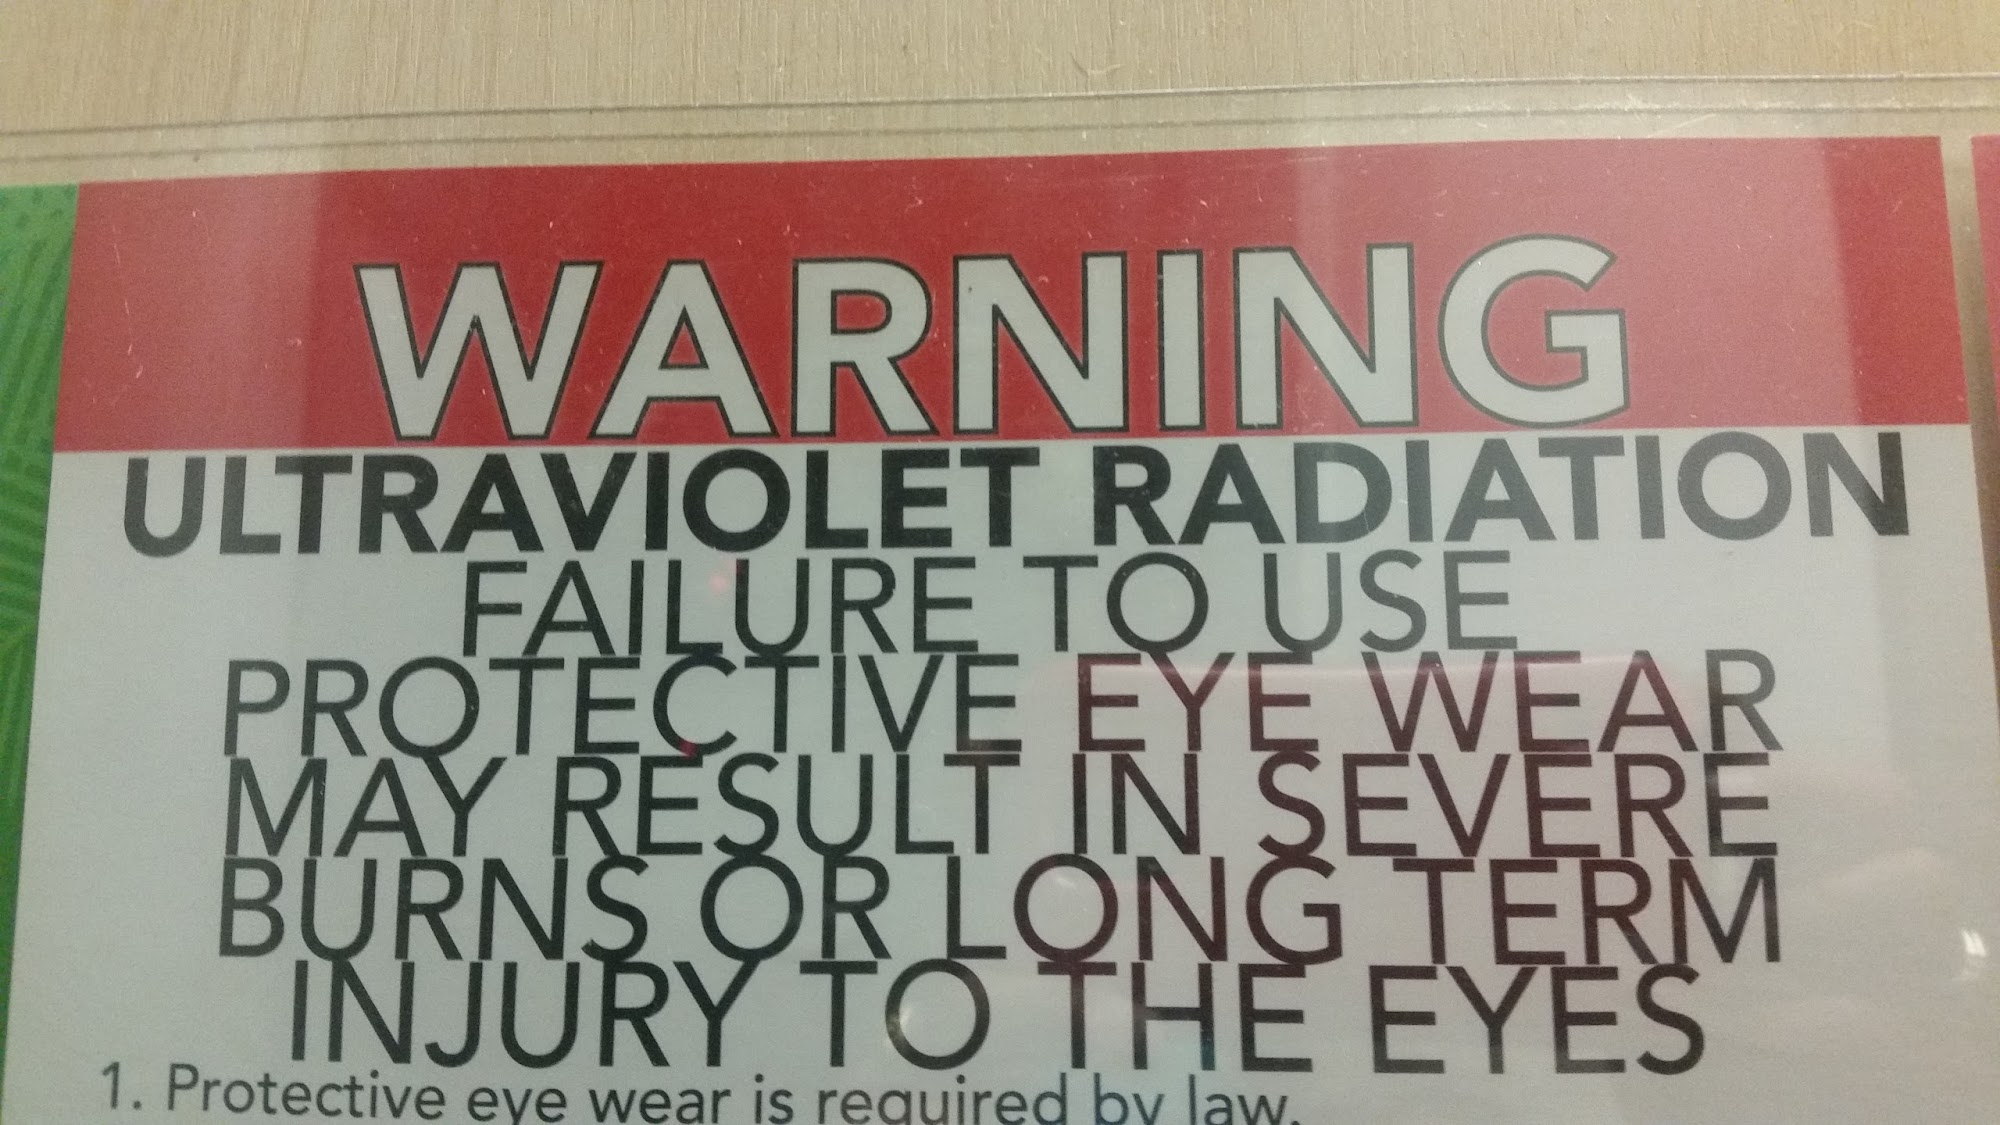 WARNING
ULTRAVIOLET RADIATION
FAILURE TO USE
PROTECTIVE EYE WEAR
MAY RESULT IN SEVERE
BURNS OR LONG TERM
INJURY TO THE EYES
1. Protective eye wear is required by law.